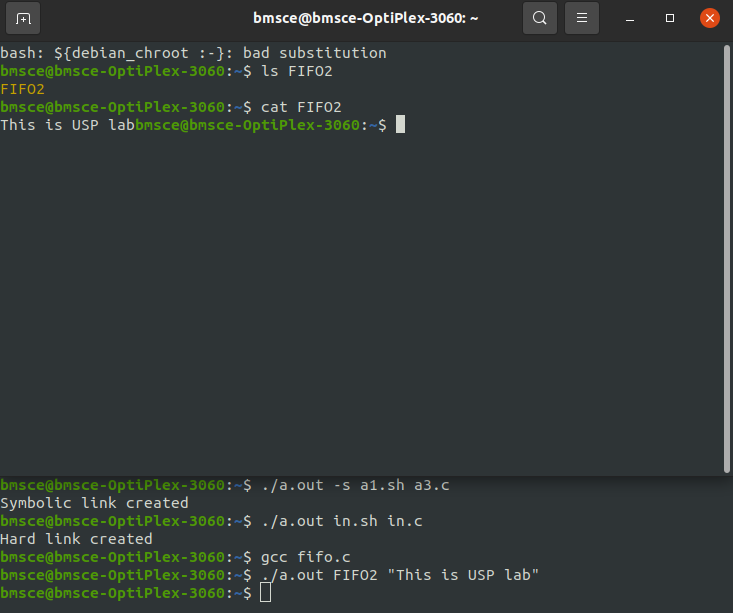 bmsce@bmsce-OptiPlex-3060: ~
bash: ${debian_chroot :-}: bad substitution
bmsce@bmsce-OptiPlex-3060:~$ ls FIFO2
FIFO2
bmsce@bmsce-OptiPlex-3060:~$ cat FIFO2
This is USP labbmsce@bmsce-OptiPlex-3060:~$
bmsce@bmsce-OptiPlex-3060:~$ ./a.out -s a1.sh a3.c
Symbolic link created
bmsce@bmsce-OptiPlex-3060:~$ ./a.out in.sh in.c
Hard link created
bmsce@bmsce-OptiPlex-3060:~$ gcc fifo.c
bmsce@bmsce-OptiPlex-3060:~$ ./a.out FIFO2 "This is USP lab"
bmsce@bmsce-OptiPlex-3060:~$